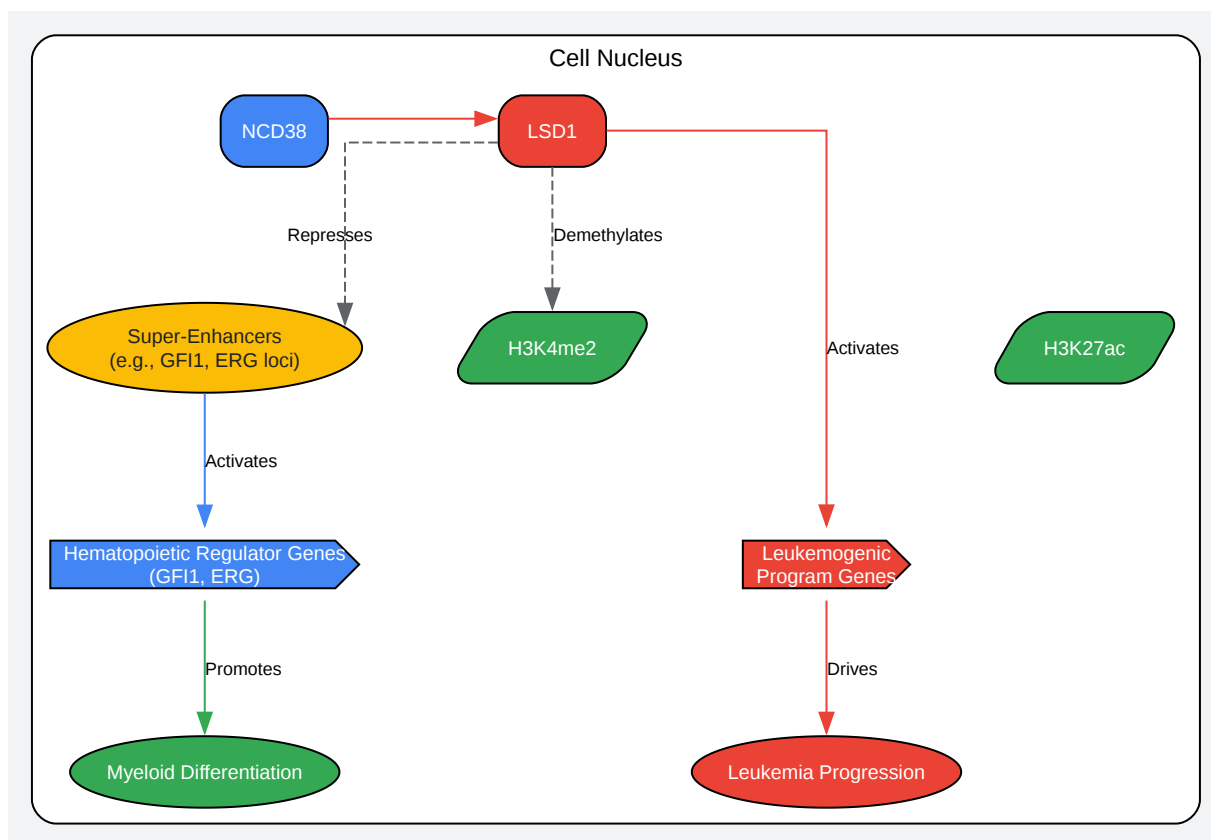 Cell Nucleus
NCD38
LSD1
Represses
Demethylates
Super-Enhancers
(e.g., GFI1, ERG loci)
H3K4me2
Activates
H3K27ac
Activates
Hematopoietic Regulator Genes
(GFI1, ERG)
Leukemogenic
Program Genes
Promotes
Drives
Myeloid Differentiation
Leukemia Progression